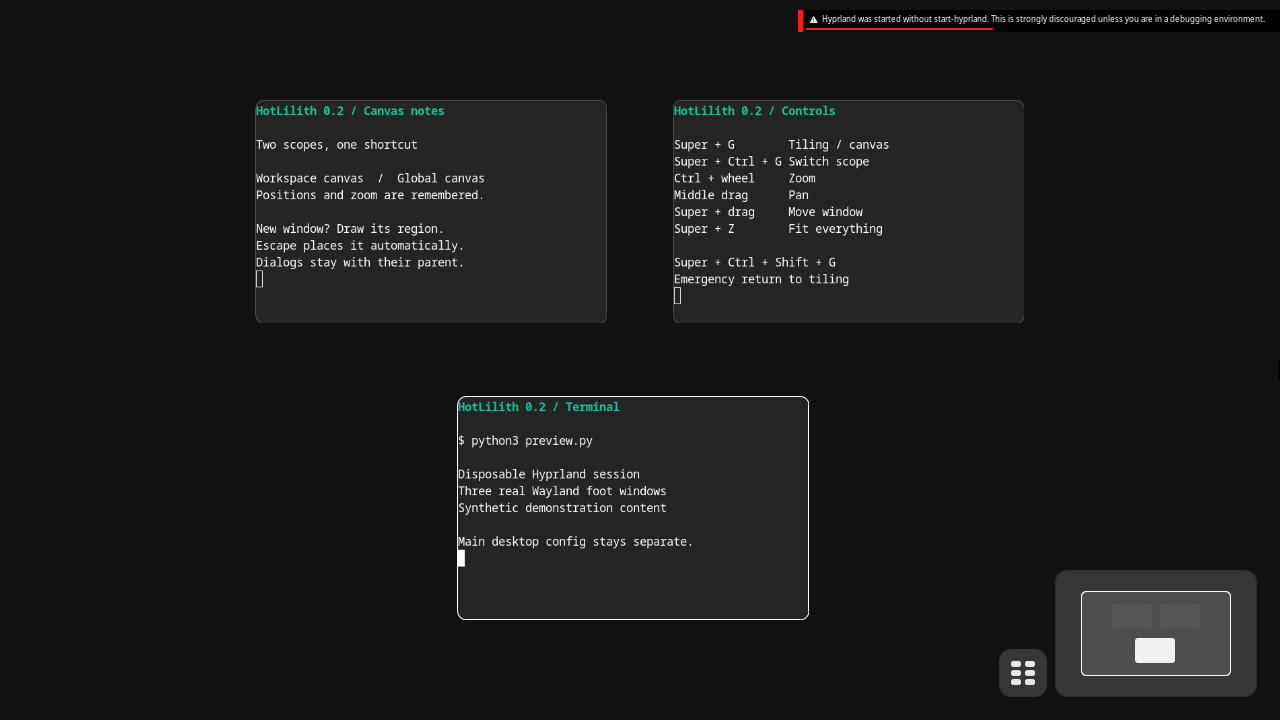 Hyprland was started without start-hyprland. This is strongly discouraged unless you are in a debugging environment.
HotLilith 0.2 / Canvas notes
Two scopes, one shortcut
Workspace canvas  /  Global canvas
Positions and zoom are remembered.
New window? Draw its region.
Escape places it automatically.
Dialogs stay with their parent.
HotLilith 0.2 / Controls
Super + G        Tiling / canvas
Super + Ctrl + G Switch scope
Ctrl + wheel     Zoom
Middle drag      Pan
Super + drag     Move window
Super + Z        Fit everything
Super + Ctrl + Shift + G
Emergency return to tiling
HotLilith 0.2 / Terminal
$ python3 preview.py
Disposable Hyprland session
Three real Wayland foot windows
Synthetic demonstration content
Main desktop config stays separate.